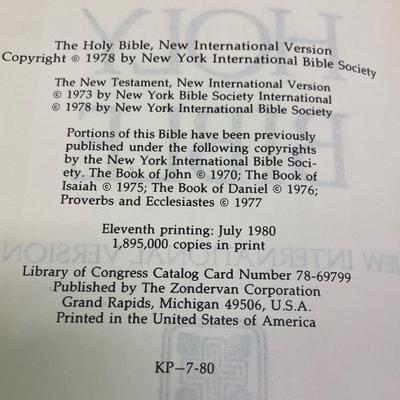 The Holy Bible, New International Version
Copyright © 1978 by New York International Bible Society
The New Testament, New International Version
© 1973 by New York Bible Society International
© 1978 by New York International Bible Society
Portions of this Bible have been previously
published under the following copyrights
by the New York International Bible Soci-
ety. The Book of John © 1970; The Book of
Isaiah © 1975; The Book of Daniel © 1976;
Proverbs and Ecclesiastes © 1977
Eleventh printing: July 1980
1,895,000 copies in print
Library of Congress Catalog Card Number 78-69799
Published by The Zondervan Corporation
Grand Rapids, Michigan 49506, U.S.A.
Printed in the United States of America
KP—7-80
HOLY
BIBLE
NEW INTERNATIONAL VERSION